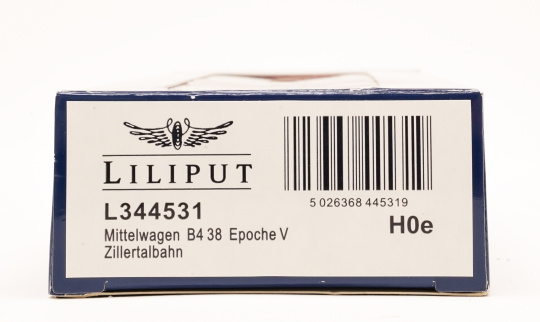 LILIPUT
L344531
Mittelwagen B4 38 Epoche V
Zillertalbahn
5 026368 445319
H0e